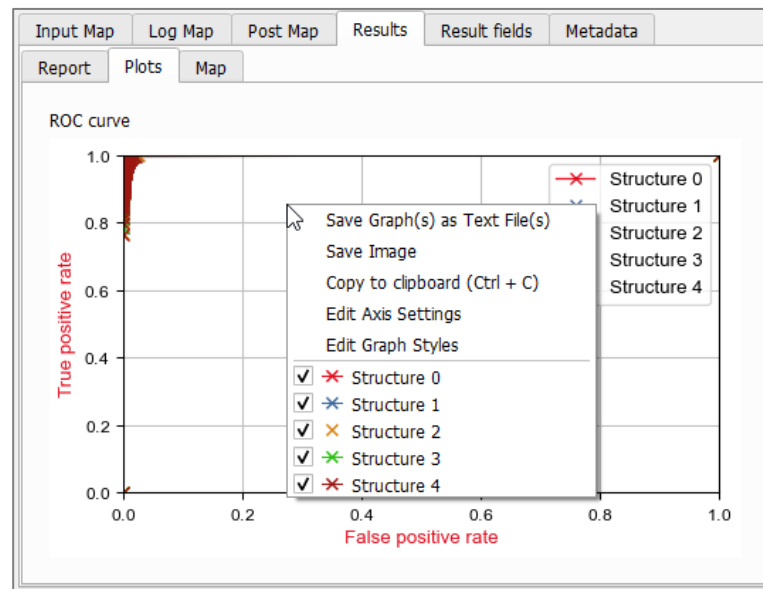 Input Map Log Map Post Map Results Result fields Metadata
Report Plots Map
ROC curve
True positive rate
1.0
0.8
0.6
0.4
0.2
0.0
0.0 0.2 0.4 0.6 0.8 1.0
False positive rate
Structure 0
Structure 1
Structure 2
Structure 3
Structure 4
Save Graph(s) as Text File(s)
Save Image
Copy to clipboard (Ctrl + C)
Edit Axis Settings
Edit Graph Styles
Structure 0
Structure 1
Structure 2
Structure 3
Structure 4